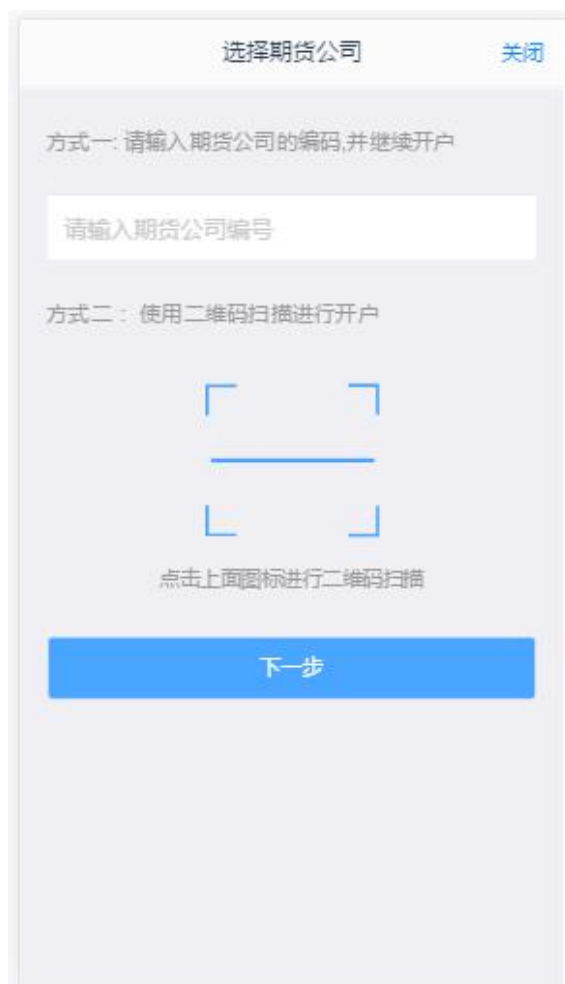 选择期货公司 关闭
方式一: 请输入期货公司的编码,并继续开户
请输入期货公司编号
方式二： 使用二维码扫描进行开户
点击上面图标进行二维码扫描
下一步